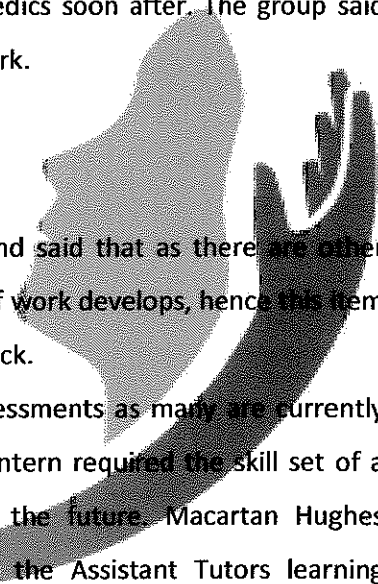 edics soon after. The group said
rk.
nd said that as there are other
f work develops, hence this item
ck.
essments as many are currently
ntern required the skill set of a
the future. Macartan Hughes
the Assistant Tutors learning